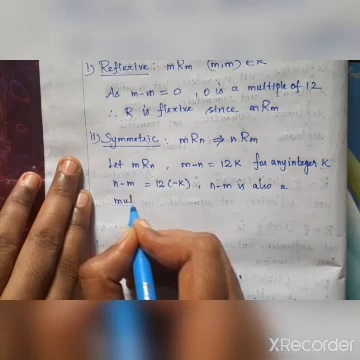 i) Reflexive: mRm (m,m) ∈ R
As m-m = 0, 0 is a multiple of 12
∴ R is flexive since mRm
ii) Symmetric: mRn ⇒ nRm
Let mRn, m-n = 12K for any integer K
n-m = 12(-K), n-m is also a
mul
XRecorder